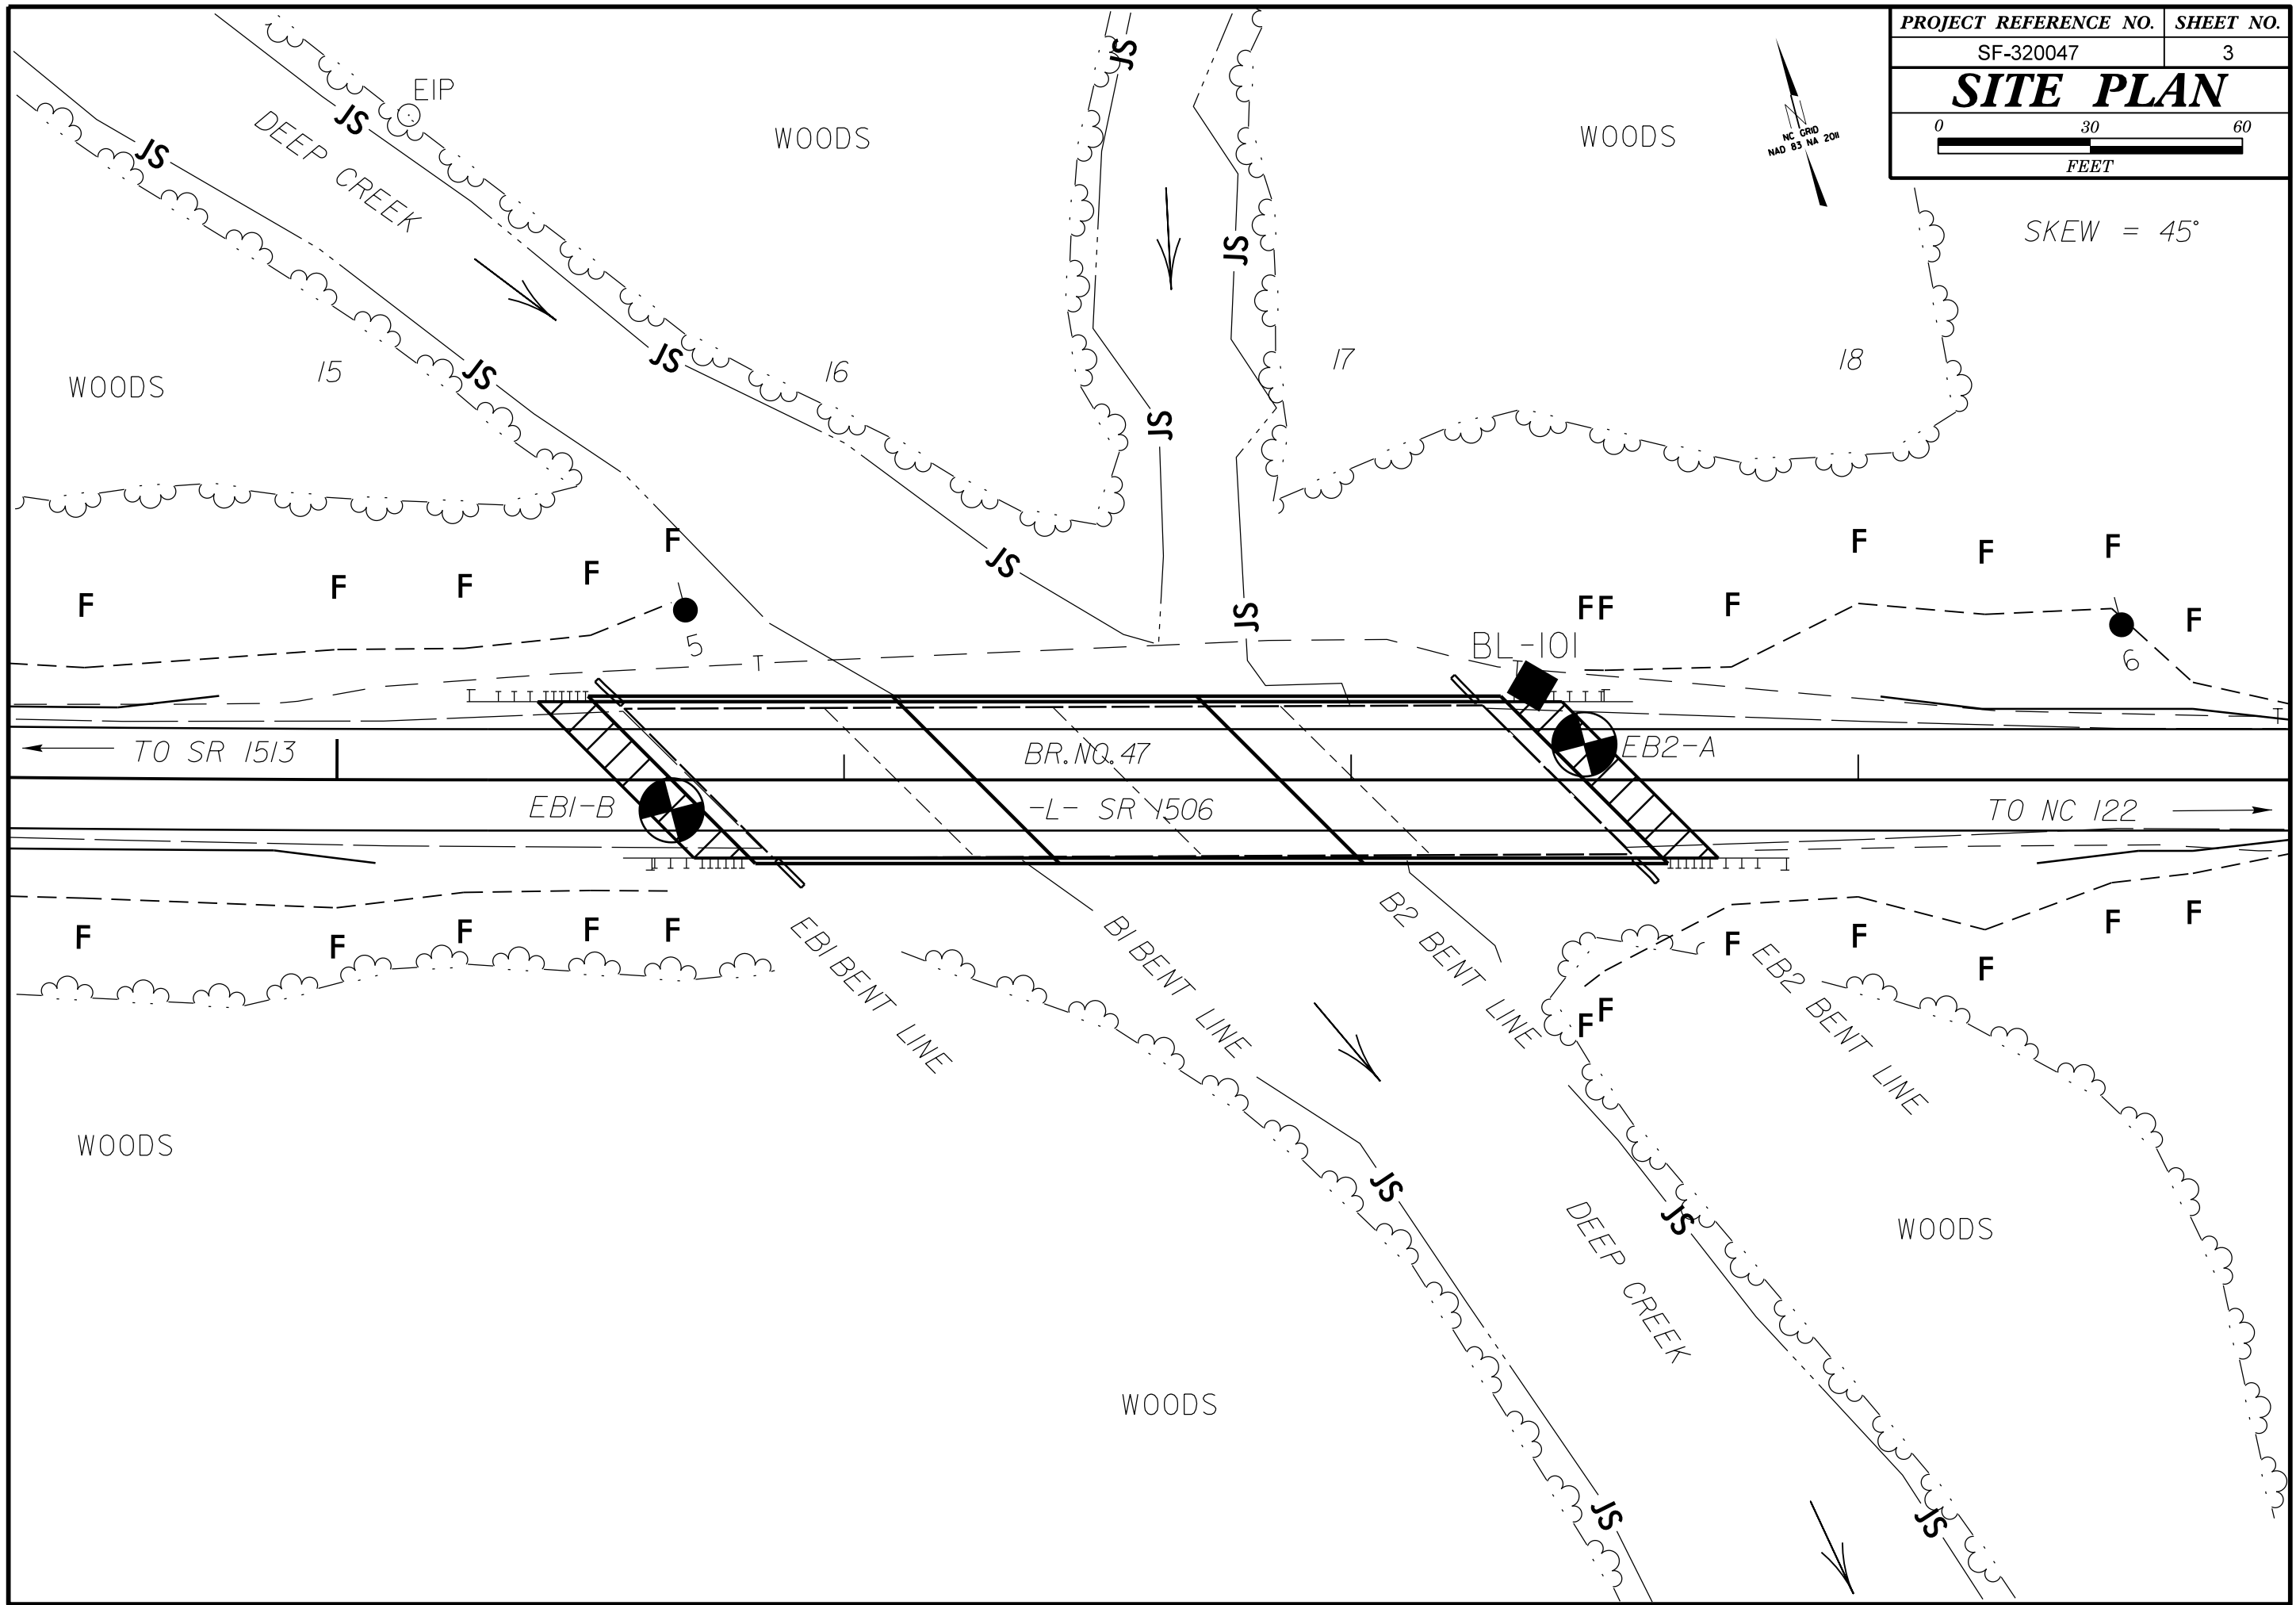 PROJECT REFERENCE NO. SHEET NO.
SF-320047 3
SITE PLAN
0 30 60
FEET
NC GRID
NAD 83 NA 2011
SKEW = 45°
JS
EIP
JS
JS
DEEP CREEK
WOODS
WOODS
JS
JS
JS
WOODS
15
16
17
18
JS
JS
JS
F
F
F
F
F
F
F
F
F
F
F
F F
5
JS
BL-101
6
TO SR 1513
BR. NO. 47
EB2-A
EB1-B
-L- SR 1506
TO NC 122
F
F
F
F
F
EB1 BENT LINE
B1 BENT LINE
B2 BENT LINE
EB2 BENT LINE
F
F
F
F
F
F
F
WOODS
JS
JS
DEEP CREEK
WOODS
WOODS
JS
JS